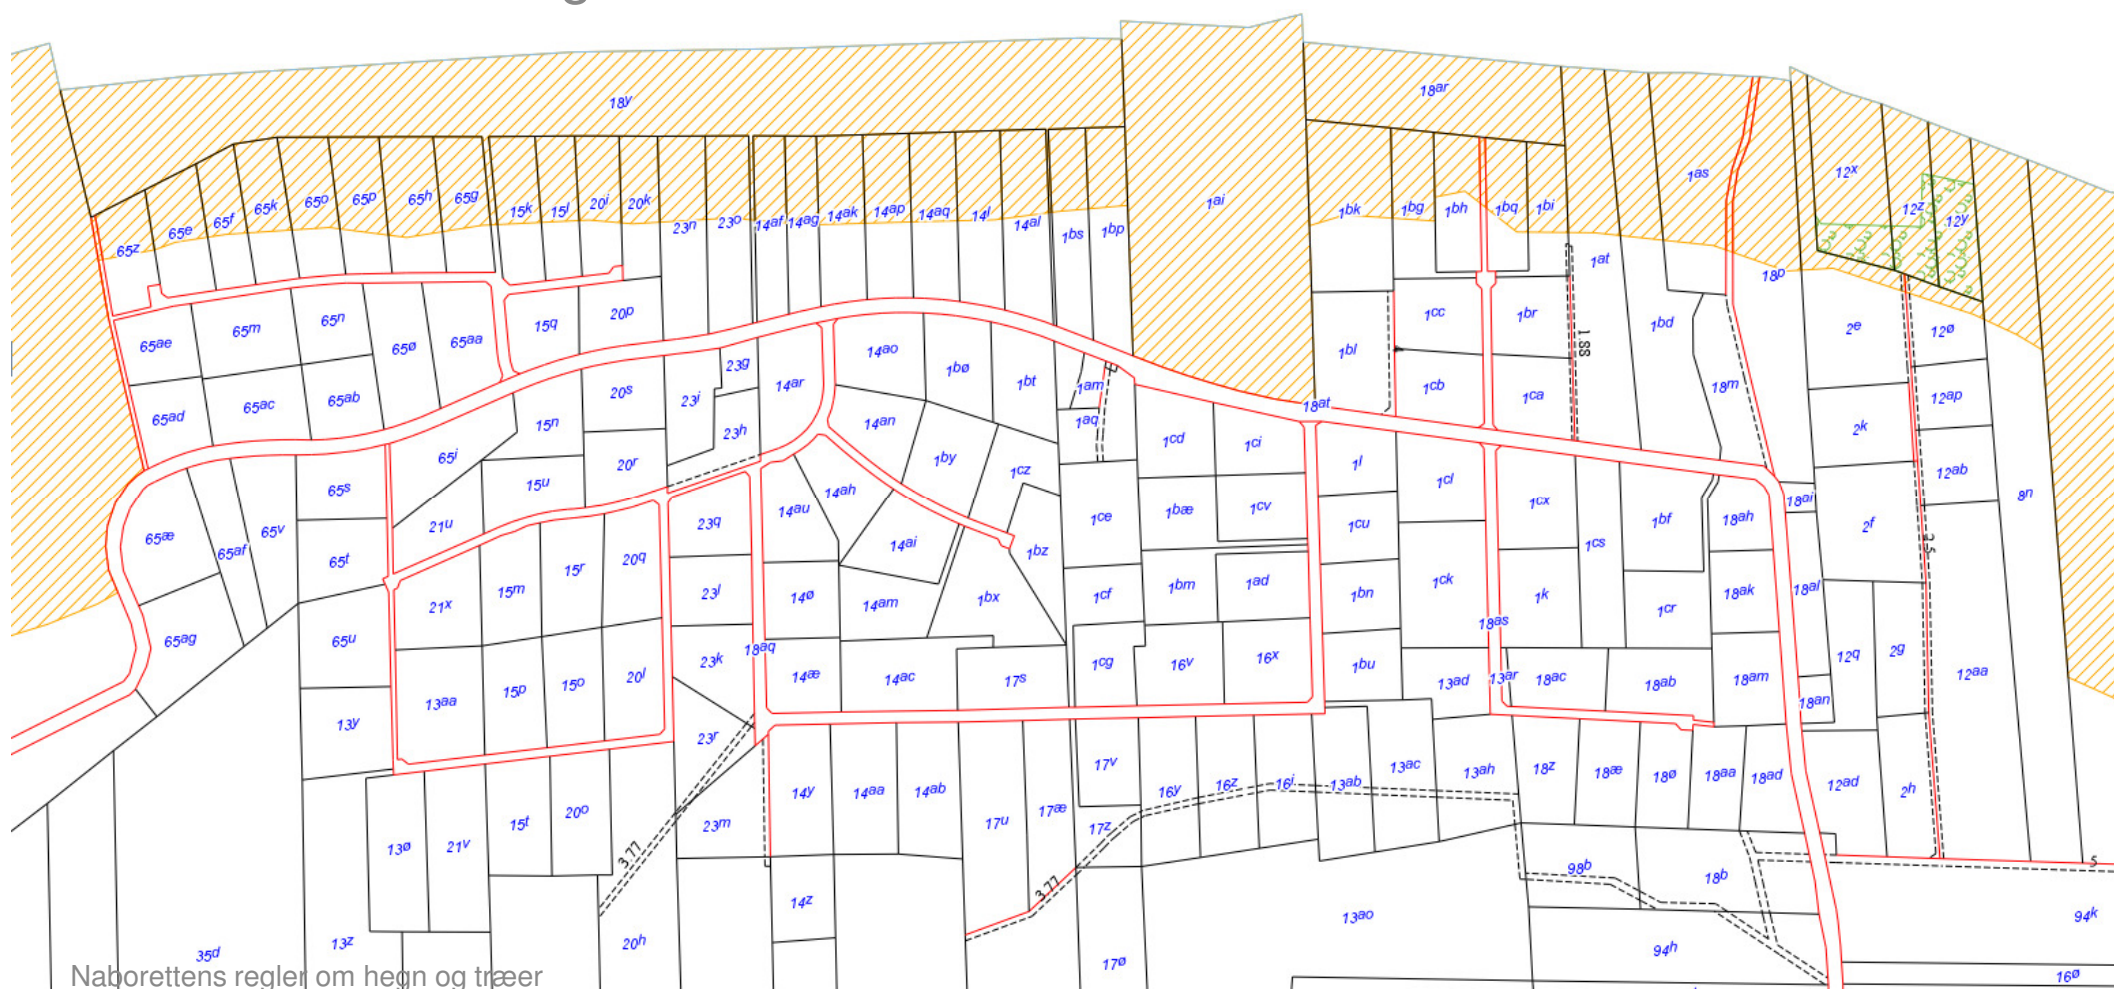 18y
18ar
1as
12x
1ai
65z
65e
65f
65k
65o
65p
65h
65g
15k
15j
20i
20k
23n
23o
14af
14ag
14ak
14ap
14aq
14l
14al
1bs
1bp
1bk
1bg
1bh
1bq
1bi
1at
18p
12z
12y
65ae
65m
65n
65ø
65aa
15q
20p
1cc
1br
1.88
1bd
2e
12ø
65ad
65ac
65ab
15n
20s
23i
23g
23h
14ar
14ao
1bø
1bt
1am
1aq
1bl
1cb
1ca
18m
18at
2k
12ap
65i
15u
20r
14an
1by
1cz
1cd
1ci
12ab
65s
21u
14au
14ah
1ce
1bæ
1cv
1l
1cu
1cl
1cx
1bf
18ah
18ai
2f
8n
65æ
65af
65v
65t
15r
20q
23q
14ai
1bz
1cs
2.5
21x
15m
23l
14ø
14am
1bx
1cf
1bm
1ad
1bn
1ck
1k
1cr
18ak
18al
65ag
65u
23k
18aq
14æ
14ac
17s
1cg
16v
16x
1bu
18as
13ad
13ar
18ac
18ab
18am
18an
12q
2g
12aa
13y
13aa
15p
15o
20l
23r
17v
16y
16z
16i
13ab
13ac
13ah
18z
18æ
18ø
18aa
18ad
12ad
2h
13ø
21v
15t
20o
3.77
23m
14y
14aa
14ab
17u
17æ
17z
98b
18b
5
14z
3.77
35d
13z
20h
17ø
13ao
94h
94k
16ø
Naborettens regler om hegn og træer